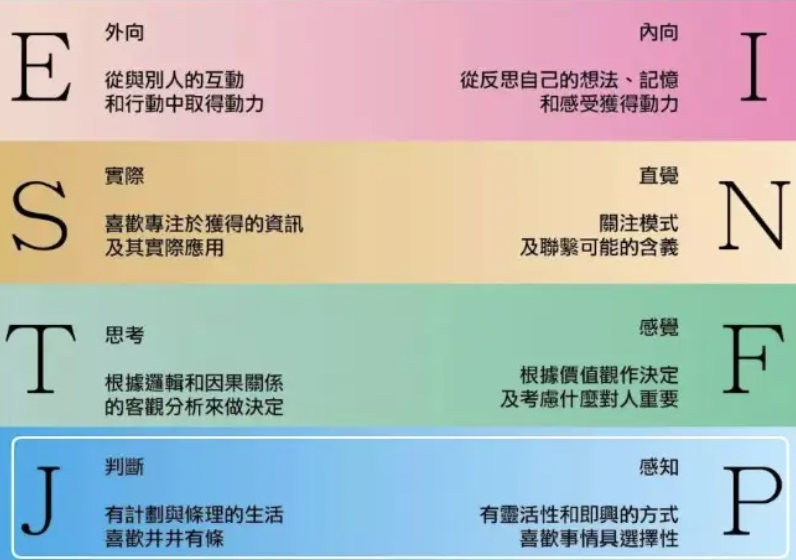 E
外向
從與別人的互動
和行動中取得動力
I
內向
從反思自己的想法、記憶
和感受獲得動力
S
實際
喜歡專注於獲得的資訊
及其實際應用
N
直覺
關注模式
及聯繫可能的含義
T
思考
根據邏輯和因果關係
的客觀分析來做決定
F
感覺
根據價值觀作決定
及考慮什麼對人重要
J
判斷
有計劃與條理的生活
喜歡井井有條
P
感知
有靈活性和即興的方式
喜歡事情具選擇性